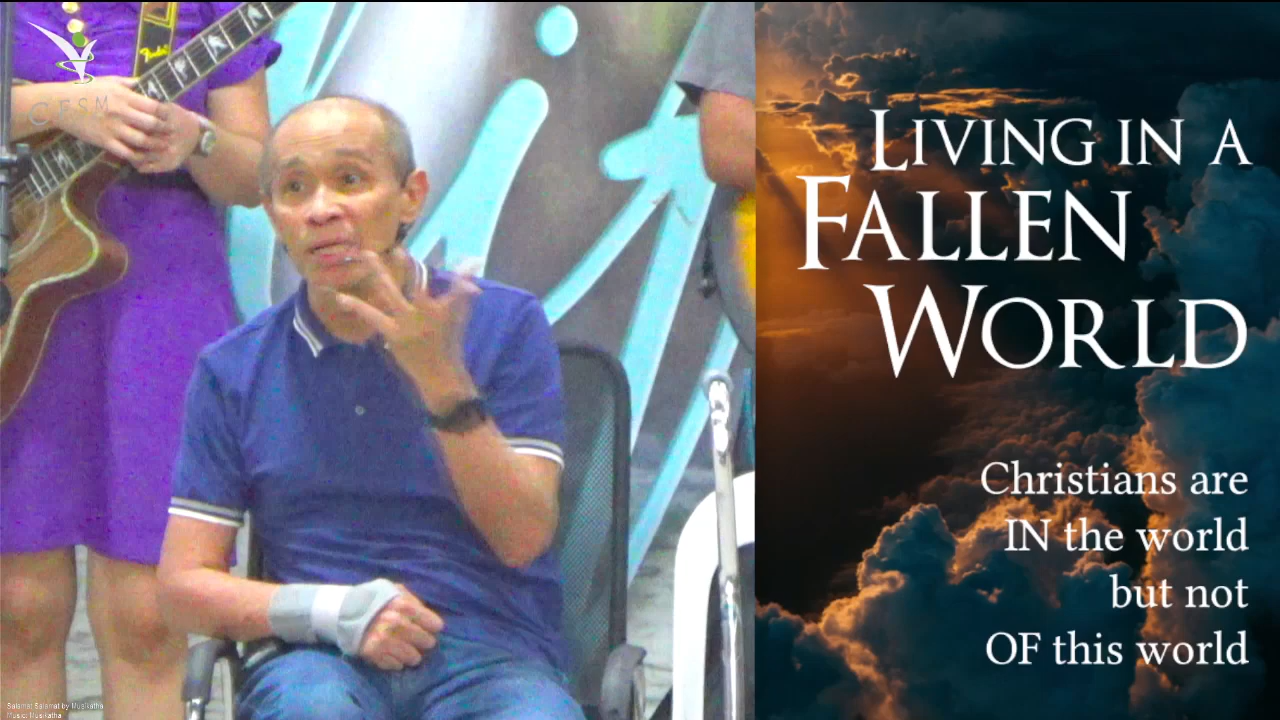 Fender
CFSM
LIVING IN A
FALLEN
WORLD
Christians are
IN the world
but not
OF this world
Salamat Salamat by Musikatha
Music: Musikatha